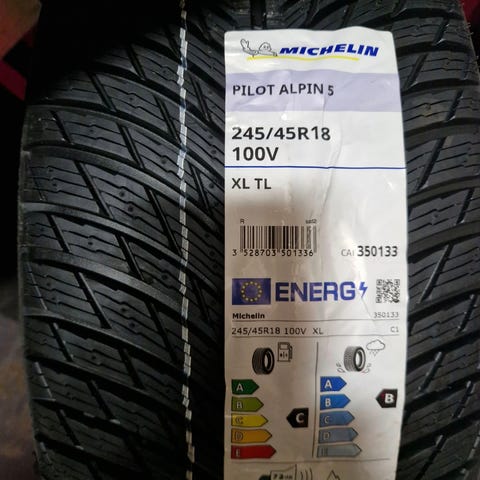 MICHELIN
PILOT ALPIN 5
245/45R18
100V
XL TL
R
3 528703 501336
CAI 350133
ENERG
Michelin 350133
245/45R18 100V XL C1
A A
B B B
C C C
D D
E E